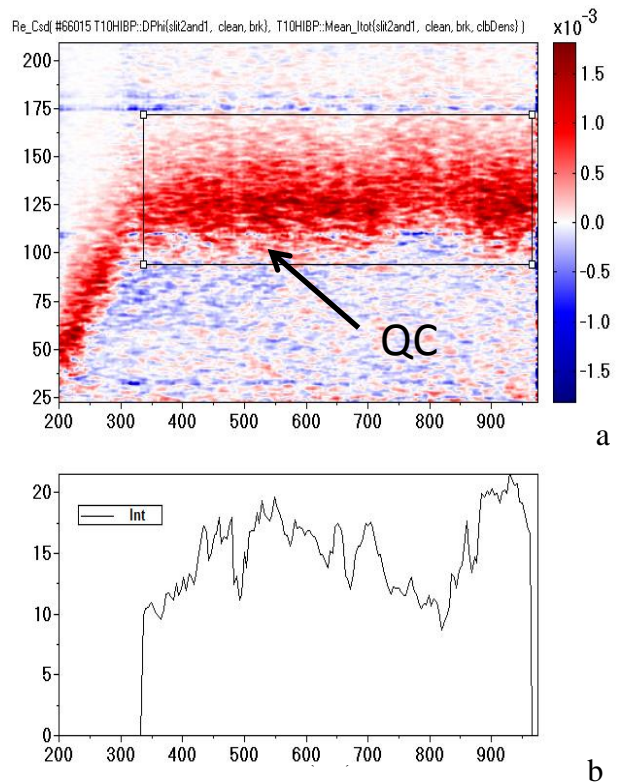 Re_Csd( #66015 T10HIBP::DPhi{slit2and1, clean, brk}, T10HIBP::Mean_Itot{slit2and1, clean, brk, clbDens} )
x10⁻³
200
175
150
125
100
75
50
25
200 300 400 500 600 700 800 900
1.5
1.0
0.5
0.0
-0.5
-1.0
-1.5
QC
a
20
15
10
5
0
Int
200 300 400 500 600 700 800 900
b